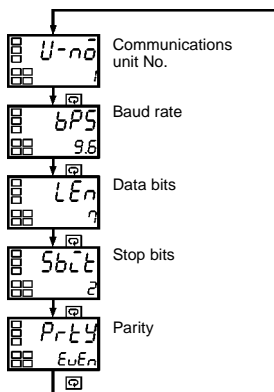 U-no
1
Communications
unit No.
bPS
9.6
Baud rate
LEn
7
Data bits
Sbit
2
Stop bits
PrtY
EvEn
Parity